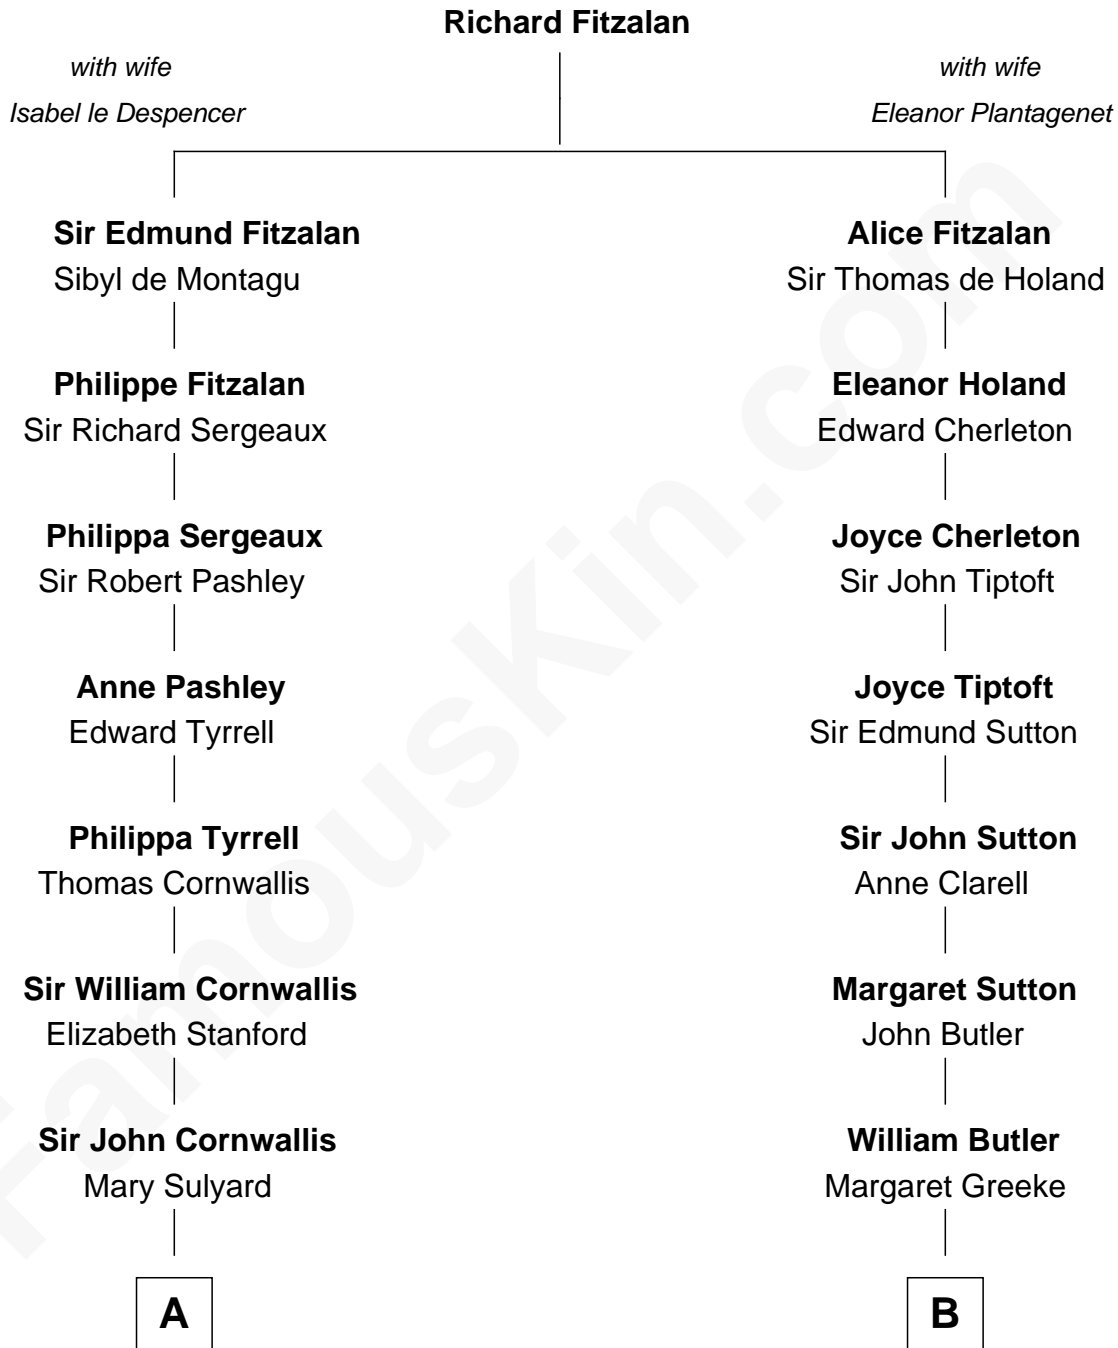 Richard Fitzalan
with wife
Isabel le Despencer
with wife
Eleanor Plantagenet
Sir Edmund Fitzalan
Sibyl de Montagu
Alice Fitzalan
Sir Thomas de Holand
Philippe Fitzalan
Sir Richard Sergeaux
Eleanor Holand
Edward Cherleton
Philippa Sergeaux
Sir Robert Pashley
Joyce Cherleton
Sir John Tiptoft
Anne Pashley
Edward Tyrrell
Joyce Tiptoft
Sir Edmund Sutton
Philippa Tyrrell
Thomas Cornwallis
Sir John Sutton
Anne Clarell
Sir William Cornwallis
Elizabeth Stanford
Margaret Sutton
John Butler
Sir John Cornwallis
Mary Sulyard
William Butler
Margaret Greeke
A
B
FamousKin.com